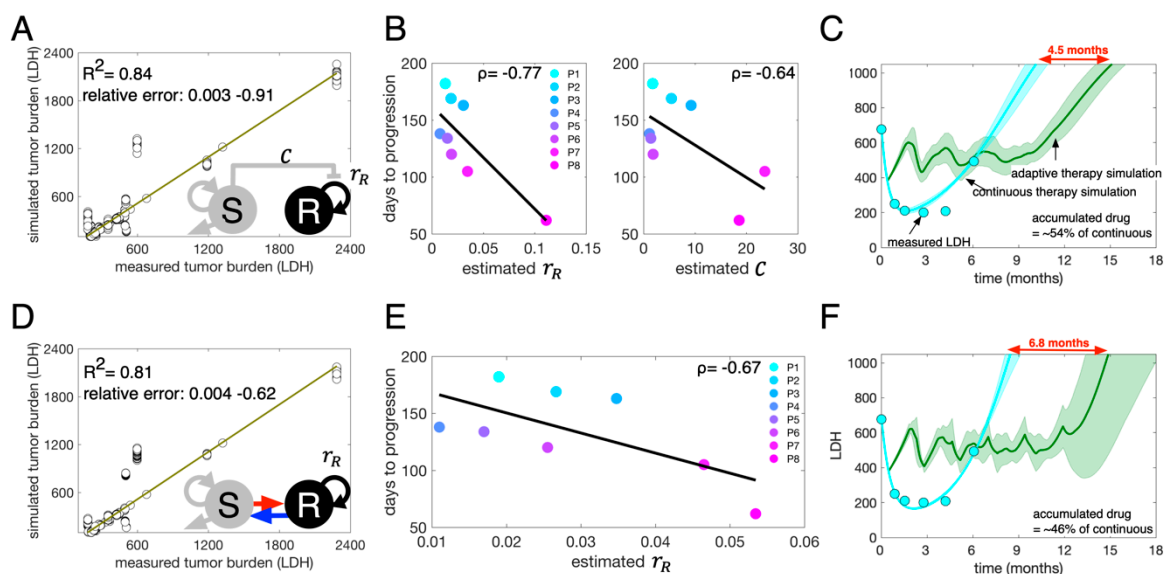 A
simulated tumor burden (LDH)
2400
1800
1200
600
R²= 0.84
relative error: 0.003 -0.91
C
r_R
S
R
600
1200
1800
2400
measured tumor burden (LDH)
B
days to progression
200
150
100
50
ρ= -0.77
P1
P2
P3
P4
P5
P6
P7
P8
0
0.05
0.1
0.15
estimated r_R
200
150
100
50
ρ= -0.64
0
10
20
30
estimated C
C
4.5 months
1000
800
600
400
200
0
adaptive therapy simulation
continuous therapy simulation
measured LDH
accumulated drug
= ~54% of continuous
0
3
6
9
12
15
18
time (months)
D
simulated tumor burden (LDH)
2400
1800
1200
600
R²= 0.81
relative error: 0.004 -0.62
r_R
S
R
600
1200
1800
2400
measured tumor burden (LDH)
E
days to progression
200
150
100
50
ρ= -0.67
P1
P2
P3
P4
P5
P6
P7
P8
0.01
0.02
0.03
0.04
0.05
0.06
estimated r_R
F
6.8 months
LDH
1000
800
600
400
200
0
accumulated drug
= ~46% of continuous
0
3
6
9
12
15
18
time (months)